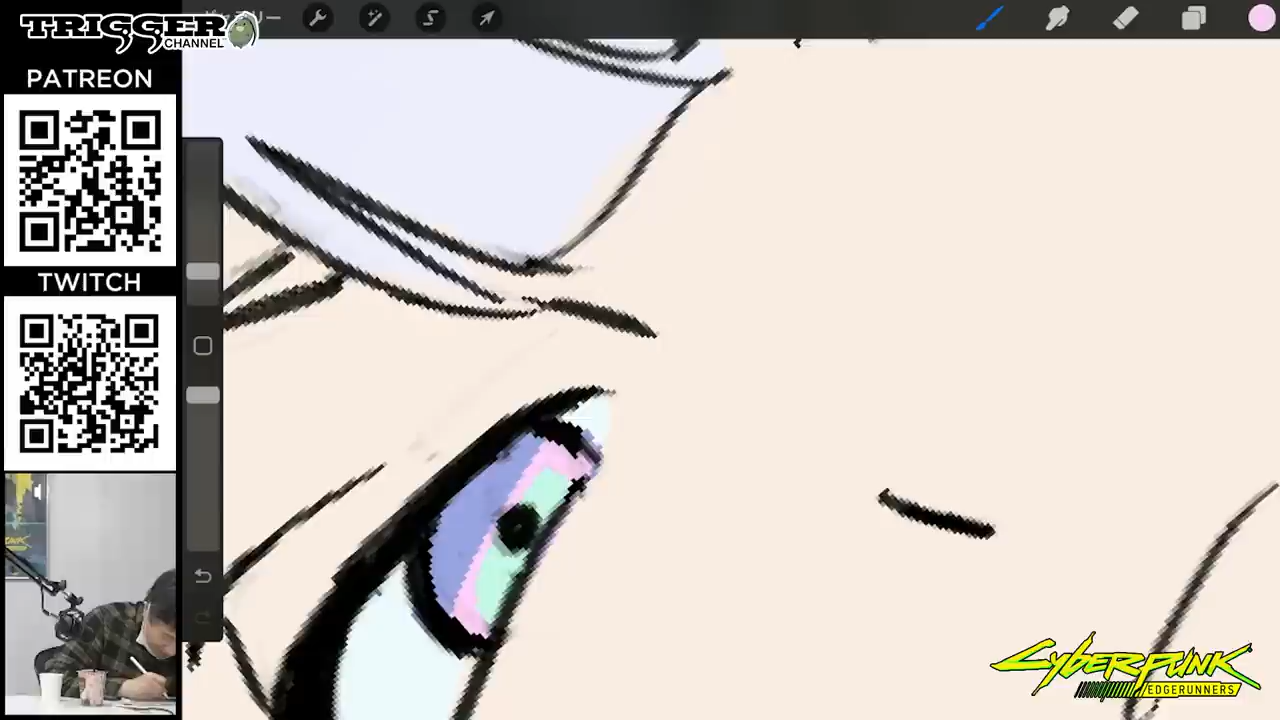 TRIGGER
CHANNEL
PATREON
TWITCH
CYBERPUNK
EDGERUNNERS